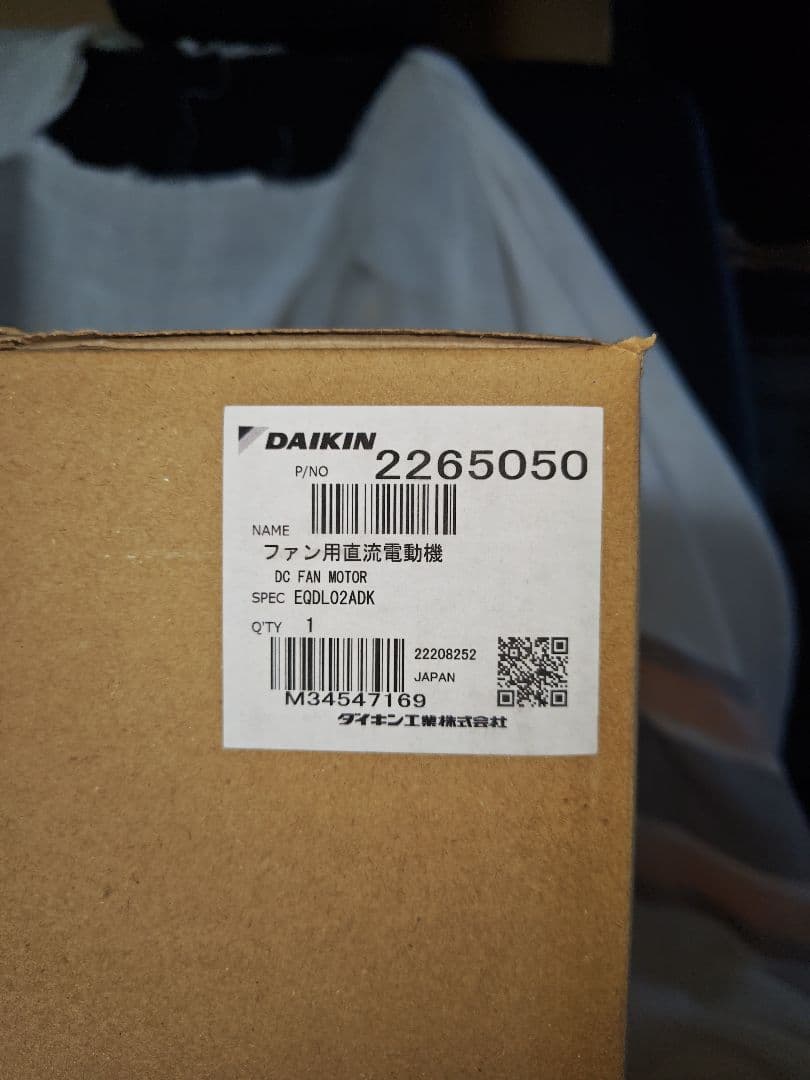 DAIKIN
P/NO 2265050
NAME
ファン用直流電動機
DC FAN MOTOR
SPEC EQDL02ADK
Q'TY 1
22208252
JAPAN
M34547169
ダイキン工業株式会社